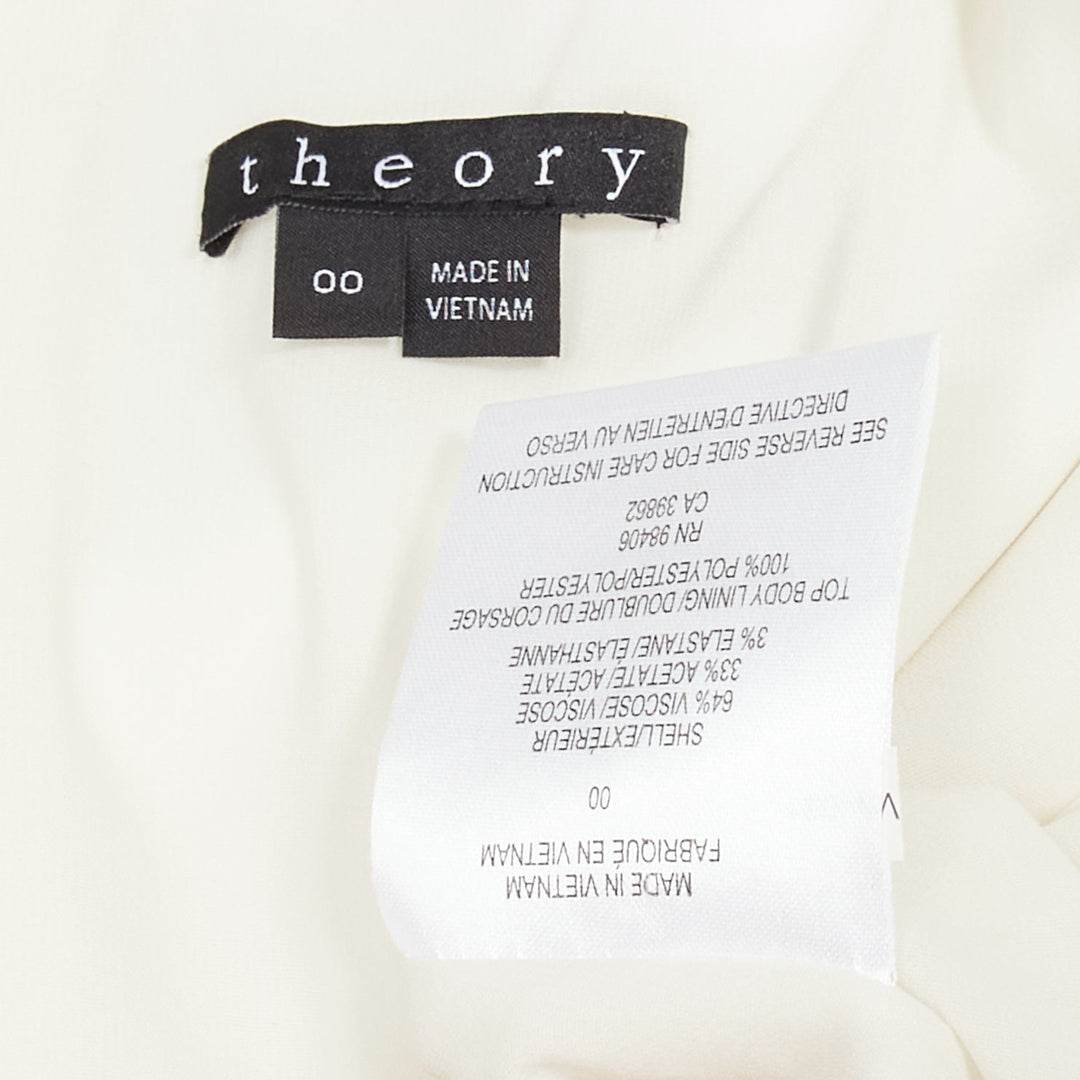 theory
00
MADE IN
VIETNAM
MADE IN VIETNAM
FABRIQUÉ EN VIETNAM
00
SHELL/EXTÉRIEUR
64% VISCOSE/ VISCOSE
33% ACETATE/ ACÉTATE
3% ELASTANE/ ÉLASTHANNE
TOP BODY LINING/ DOUBLURE DU CORSAGE
100% POLYESTER/POLYESTER
RN 98406
CA 39862
SEE REVERSE SIDE FOR CARE INSTRUCTION
DIRECTIVE D'ENTRETIEN AU VERSO